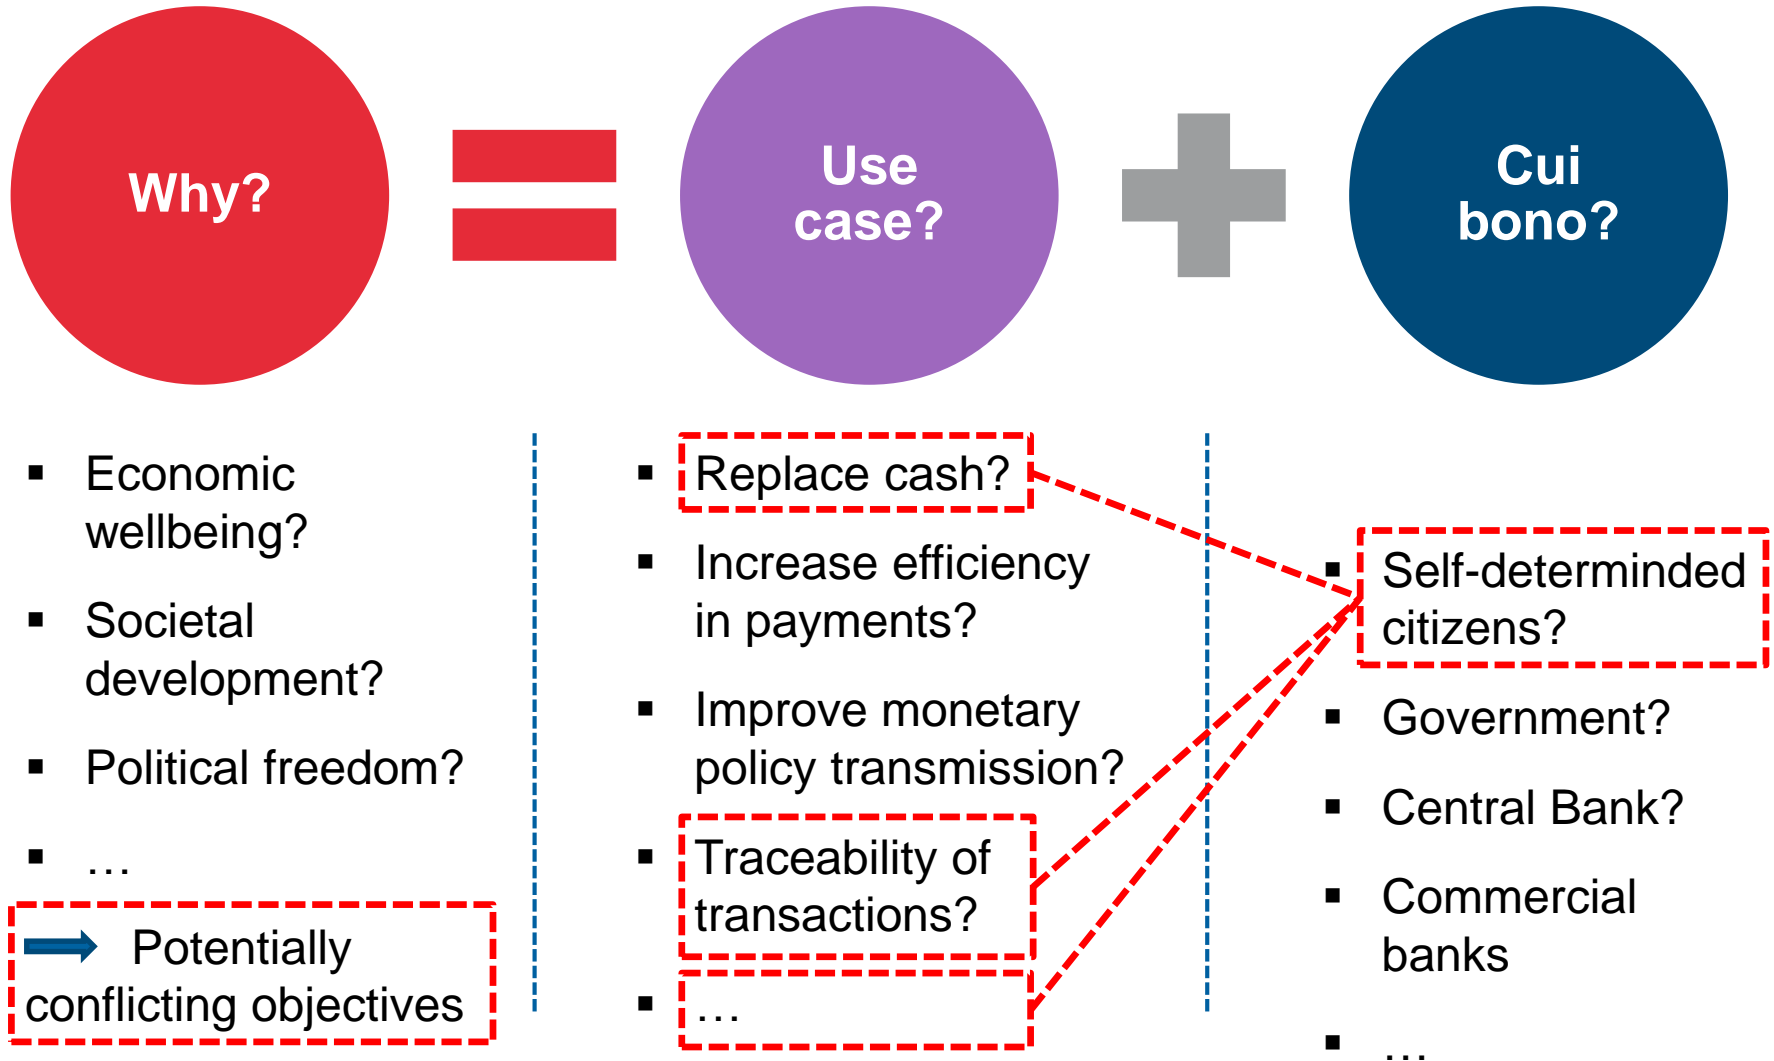 Why?
Use
case?
Cui
bono?
▪ Economic
wellbeing?
▪ Societal
development?
▪ Political freedom?
▪ …
Potentially
conflicting objectives
▪ Replace cash?
▪ Increase efficiency
in payments?
▪ Improve monetary
policy transmission?
▪ Traceability of
transactions?
▪ …
▪ Self-determinded
citizens?
▪ Government?
▪ Central Bank?
▪ Commercial
banks
▪ …